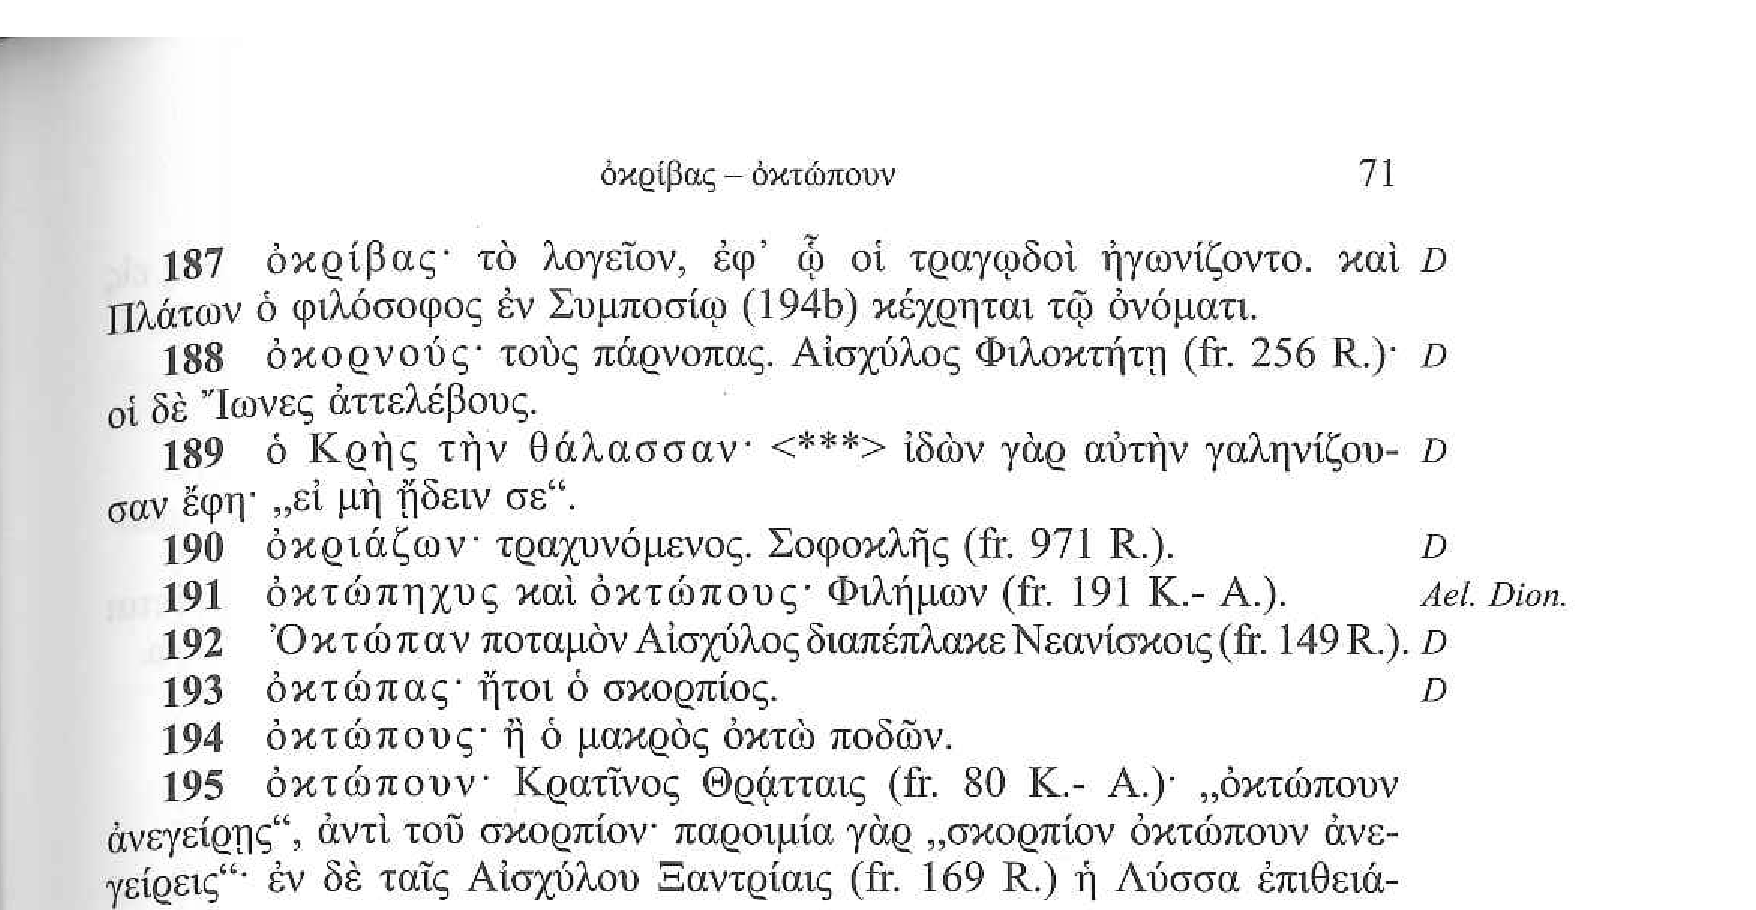 ὀκρίβας – ὀκτώπουν 71
187 ὀκρίβας· τὸ λογεῖον, ἐφ’ ᾧ οἱ τραγῳδοὶ ἠγωνίζοντο. καὶ D
Πλάτων ὁ φιλόσοφος ἐν Συμποσίῳ (194b) κέχρηται τῷ ὀνόματι.
188 ὀκορνούς· τοὺς πάρνοπας. Αἰσχύλος Φιλοκτήτῃ (fr. 256 R.)· D
οἱ δὲ Ἴωνες ἀττελέβους.
189 ὁ Κρὴς τὴν θάλασσαν· <***> ἰδὼν γὰρ αὐτὴν γαληνίζου- D
σαν ἔφη· „εἰ μὴ ᾔδειν σε“.
190 ὀκριάζων· τραχυνόμενος. Σοφοκλῆς (fr. 971 R.). D
191 ὀκτώπηχυς καὶ ὀκτώπους· Φιλήμων (fr. 191 K.- A.). Ael. Dion.
192 Ὀκτώπαν ποταμὸν Αἰσχύλος διαπέπλακε Νεανίσκοις (fr. 149 R.). D
193 ὀκτώπας· ἤτοι ὁ σκορπίος. D
194 ὀκτώπους· ἢ ὁ μακρὸς ὀκτὼ ποδῶν.
195 ὀκτώπουν· Κρατῖνος Θρᾴτταις (fr. 80 K.- A.)· „ὀκτώπουν
ἀνεγείρῃς“, ἀντὶ τοῦ σκορπίον· παροιμία γὰρ „σκορπίον ὀκτώπουν ἀνε-
γείρεις“· ἐν δὲ ταῖς Αἰσχύλου Ξαντρίαις (fr. 169 R.) ἡ Λύσσα ἐπιθειά-